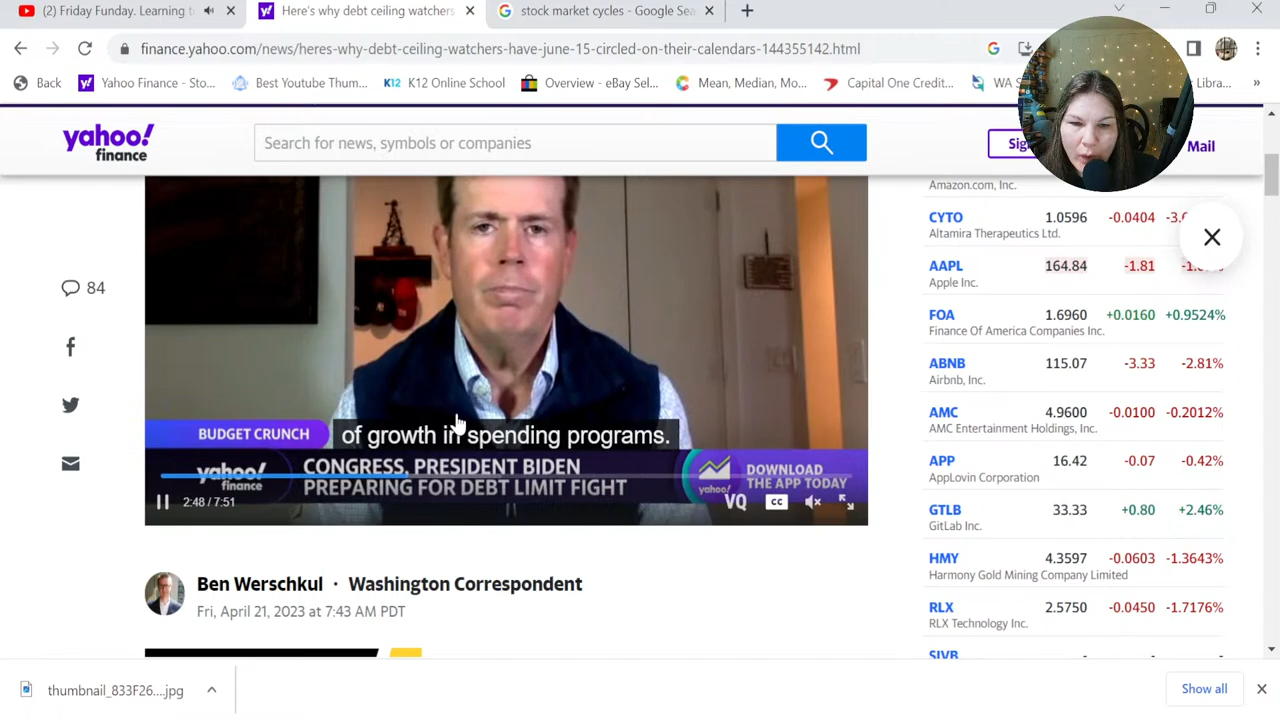 (2) Friday Funday. Learning t
Here's why debt ceiling watchers
stock market cycles - Google Sea
finance.yahoo.com/news/heres-why-debt-ceiling-watchers-have-june-15-circled-on-their-calendars-144355142.html
Back
Yahoo Finance - Sto...
Best Youtube Thum...
K12 K12 Online School
Overview - eBay Sel...
Mean, Median, Mo...
Capital One Credit...
WA S
Libra...
»
yahoo!
finance
Search for news, symbols or companies
Sig
Mail
Amazon.com, Inc.
CYTO 1.0596 -0.0404 -3.6
Altamira Therapeutics Ltd.
AAPL 164.84 -1.81
Apple Inc.
FOA 1.6960 +0.0160 +0.9524%
Finance Of America Companies Inc.
ABNB 115.07 -3.33 -2.81%
Airbnb, Inc.
AMC 4.9600 -0.0100 -0.2012%
AMC Entertainment Holdings, Inc.
APP 16.42 -0.07 -0.42%
AppLovin Corporation
GTLB 33.33 +0.80 +2.46%
GitLab Inc.
HMY 4.3597 -0.0603 -1.3643%
Harmony Gold Mining Company Limited
RLX 2.5750 -0.0450 -1.7176%
RLX Technology Inc.
SIVB - - -
84
BUDGET CRUNCH
of growth in spending programs.
yahoo!
finance
CONGRESS, PRESIDENT BIDEN
PREPARING FOR DEBT LIMIT FIGHT
yahoo!
DOWNLOAD
THE APP TODAY
2:48 / 7:51
VQ
CC
Ben Werschkul · Washington Correspondent
Fri, April 21, 2023 at 7:43 AM PDT
thumbnail_833F26....jpg
Show all